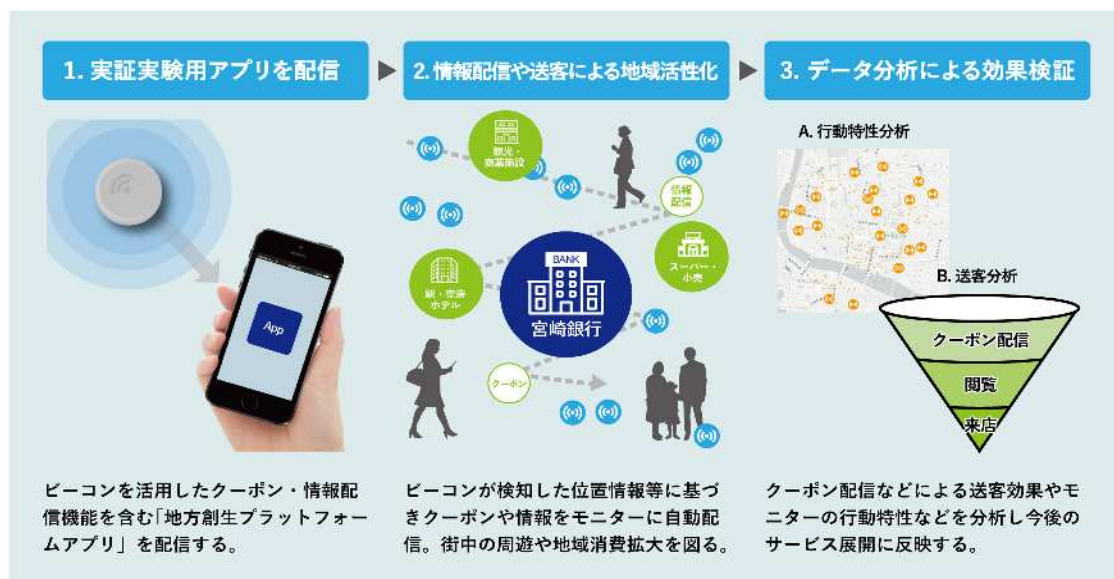 1. 実証実験用アプリを配信
2. 情報配信や送客による地域活性化
3. データ分析による効果検証
App
ビーコンを活用したクーポン・情報配
信機能を含む「地方創生プラットフォー
ムアプリ」を配信する。
観光・
商業施設
情報
配信
スーパー・
小売
駅・空港
ホテル
BANK
宮崎銀行
クーポン
ビーコンが検知した位置情報等に基づ
きクーポンや情報をモニターに自動配
信。街中の周遊や地域消費拡大を図る。
A. 行動特性分析
B. 送客分析
クーポン配信
閲覧
来店
クーポン配信などによる送客効果やモ
ニターの行動特性などを分析し今後の
サービス展開に反映する。